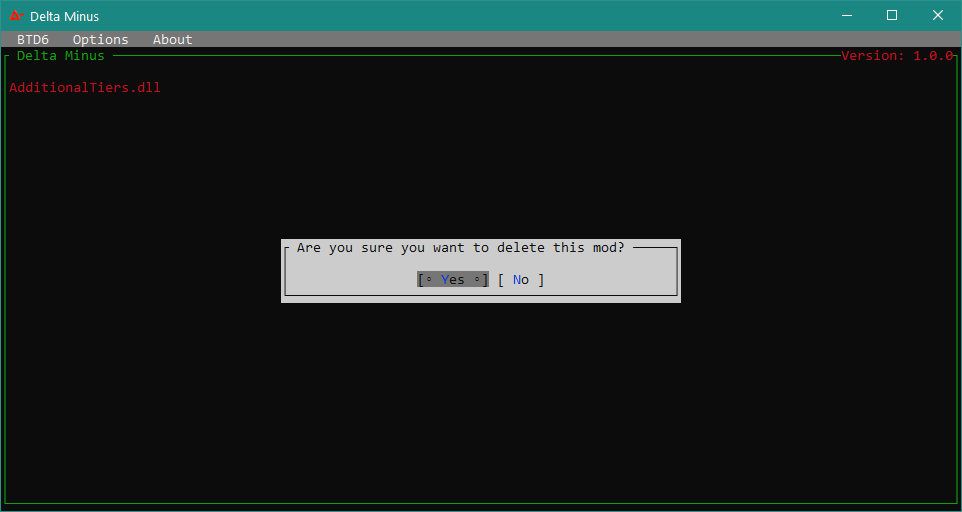 Delta Minus
BTD6 Options About
Delta Minus Version: 1.0.0
AdditionalTiers.dll
Are you sure you want to delete this mod?
[◦ Yes ◦] [ No ]